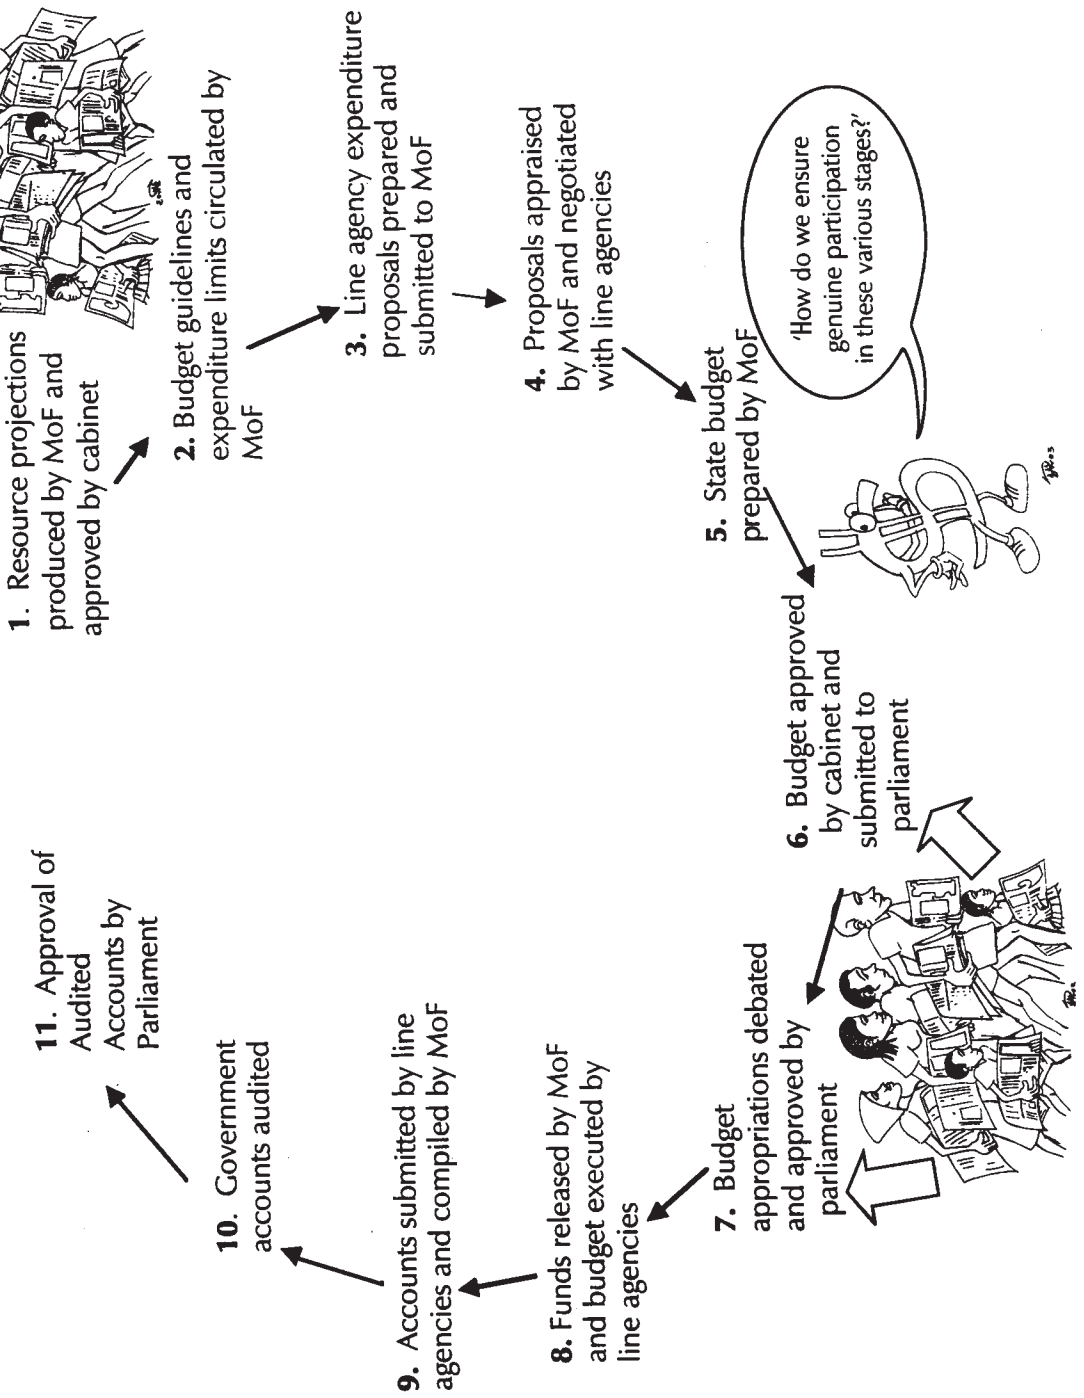 1. Resource projections
produced by MoF and
approved by cabinet
2. Budget guidelines and
expenditure limits circulated by
MoF
3. Line agency expenditure
proposals prepared and
submitted to MoF
4. Proposals appraised
by MoF and negotiated
with line agencies
5. State budget
prepared by MoF
'How do we ensure
genuine participation
in these various stages?'
6. Budget approved
by cabinet and
submitted to
parliament
7. Budget
appropriations debated
and approved by
parliament
8. Funds released by MoF
and budget executed by
line agencies
9. Accounts submitted by line
agencies and compiled by MoF
10. Government
accounts audited
11. Approval of
Audited
Accounts by
Parliament